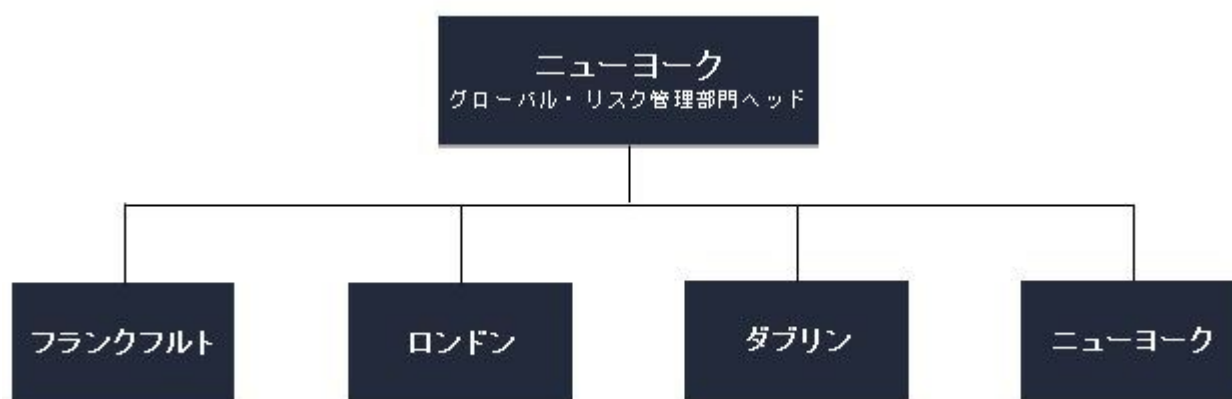 ニューヨーク
グローバル・リスク管理部門ヘッド
フランクフルト
ロンドン
ダブリン
ニューヨーク